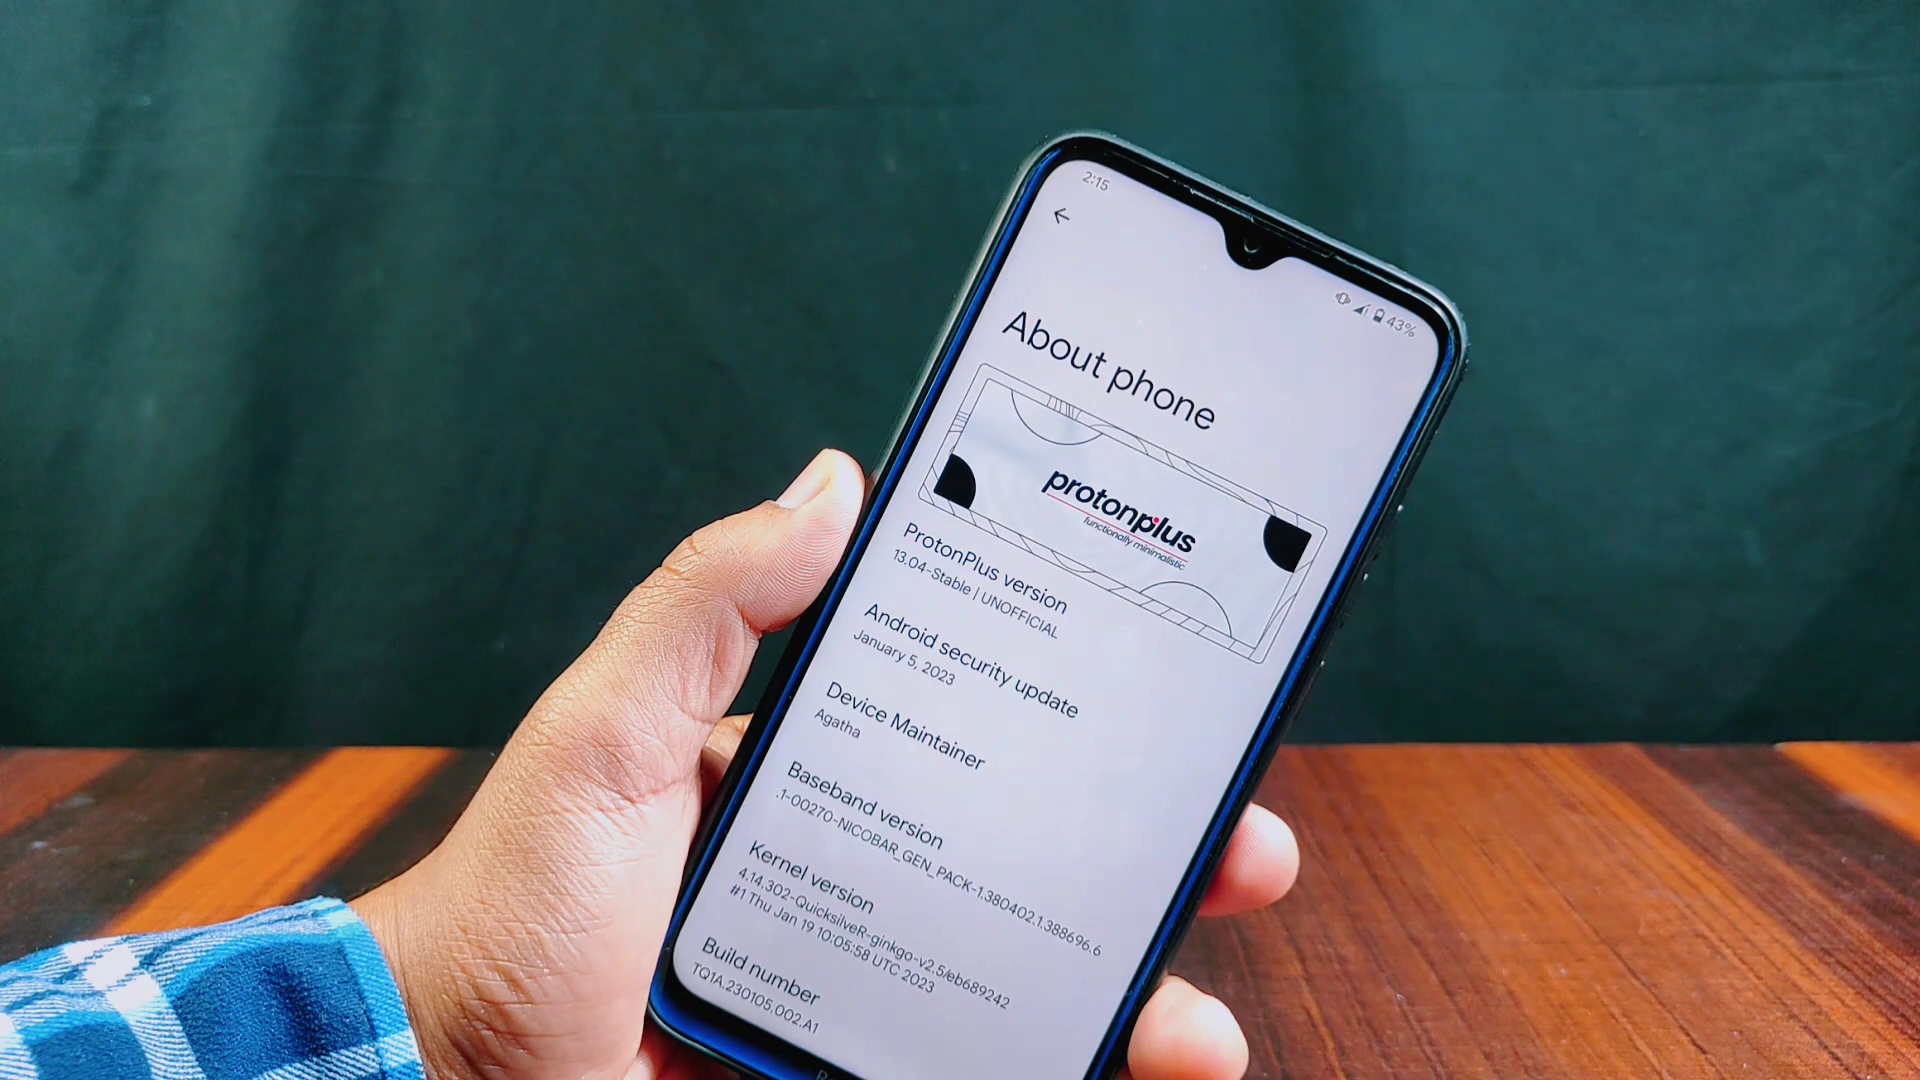 2:15
43%
About phone
protonplus
functionally minimalistic
ProtonPlus version
13.04-Stable | UNOFFICIAL
Android security update
January 5, 2023
Device Maintainer
Agatha
Baseband version
.1-00270-NICOBAR_GEN_PACK-1.380402.1.388696.6
Kernel version
4.14.302-QuicksilveR-ginkgo-v2.5/eb689242
#1 Thu Jan 19 10:05:58 UTC 2023
Build number
TQ1A.230105.002.A1